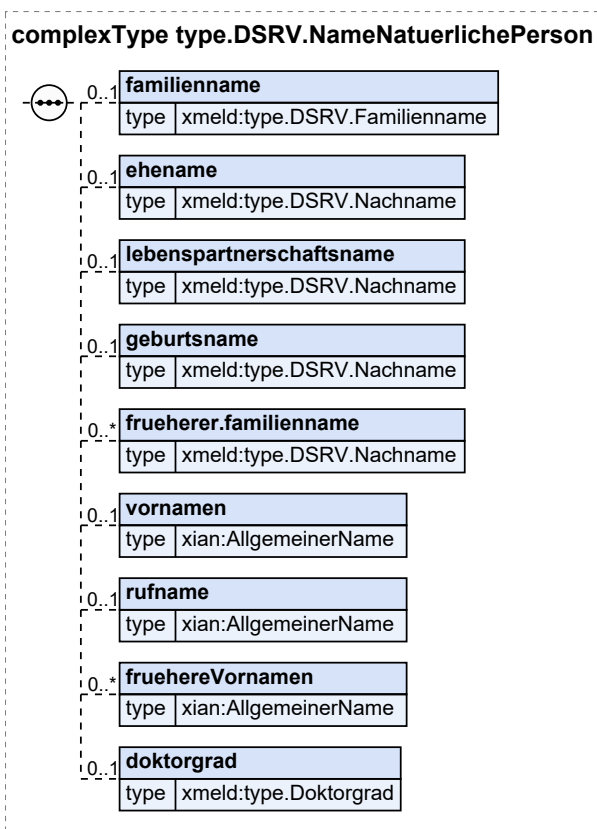 complexType type.DSRV.NameNatuerlichePerson
0..1 familienname
type xmeld:type.DSRV.Familienname
0..1 ehename
type xmeld:type.DSRV.Nachname
0..1 lebenspartnerschaftsname
type xmeld:type.DSRV.Nachname
0..1 geburtsname
type xmeld:type.DSRV.Nachname
0..* frueherer.familienname
type xmeld:type.DSRV.Nachname
0..1 vornamen
type xian:AllgemeinerName
0..1 rufname
type xian:AllgemeinerName
0..* fruehereVornamen
type xian:AllgemeinerName
0..1 doktorgrad
type xmeld:type.Doktorgrad